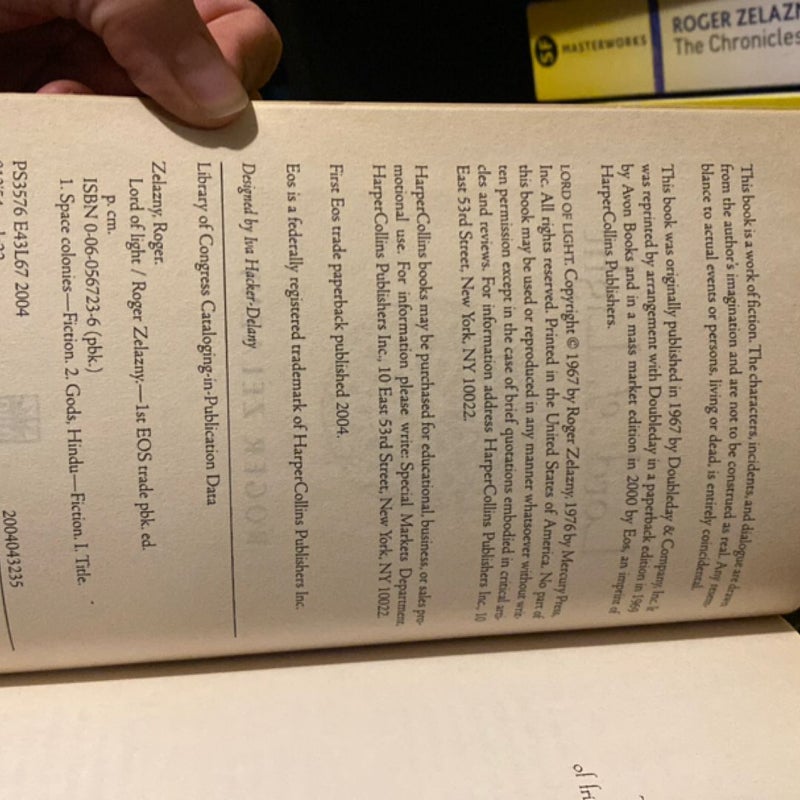 This book is a work of fiction. The characters, incidents, and dialogue are drawn
from the author's imagination and are not to be construed as real. Any resem-
blance to actual events or persons, living or dead, is entirely coincidental.
This book was originally published in 1967 by Doubleday & Company, Inc. It
was reprinted by arrangement with Doubleday in a paperback edition in 1969
by Avon Books and in a mass market edition in 2000 by Eos, an imprint of
HarperCollins Publishers.
LORD OF LIGHT. Copyright © 1967 by Roger Zelazny, 1976 by Mercury Press,
Inc. All rights reserved. Printed in the United States of America. No part of
this book may be used or reproduced in any manner whatsoever without writ-
ten permission except in the case of brief quotations embodied in critical arti-
cles and reviews. For information address HarperCollins Publishers Inc., 10
East 53rd Street, New York, NY 10022.
HarperCollins books may be purchased for educational, business, or sales pro-
motional use. For information please write: Special Markets Department,
HarperCollins Publishers Inc., 10 East 53rd Street, New York, NY 10022.
First Eos trade paperback published 2004.
Eos is a federally registered trademark of HarperCollins Publishers Inc.
Designed by Iva Hacker-Delany
Library of Congress Cataloging-in-Publication Data
Zelazny, Roger.
Lord of light / Roger Zelazny.—1st EOS trade pbk. ed.
p. cm.
ISBN 0-06-056723-6 (pbk.)
1. Space colonies—Fiction. 2. Gods, Hindu—Fiction. I. Title.
PS3576 E43L67 2004
2004043235
SF MASTERWORKS
ROGER ZELAZN
The Chronicles
of